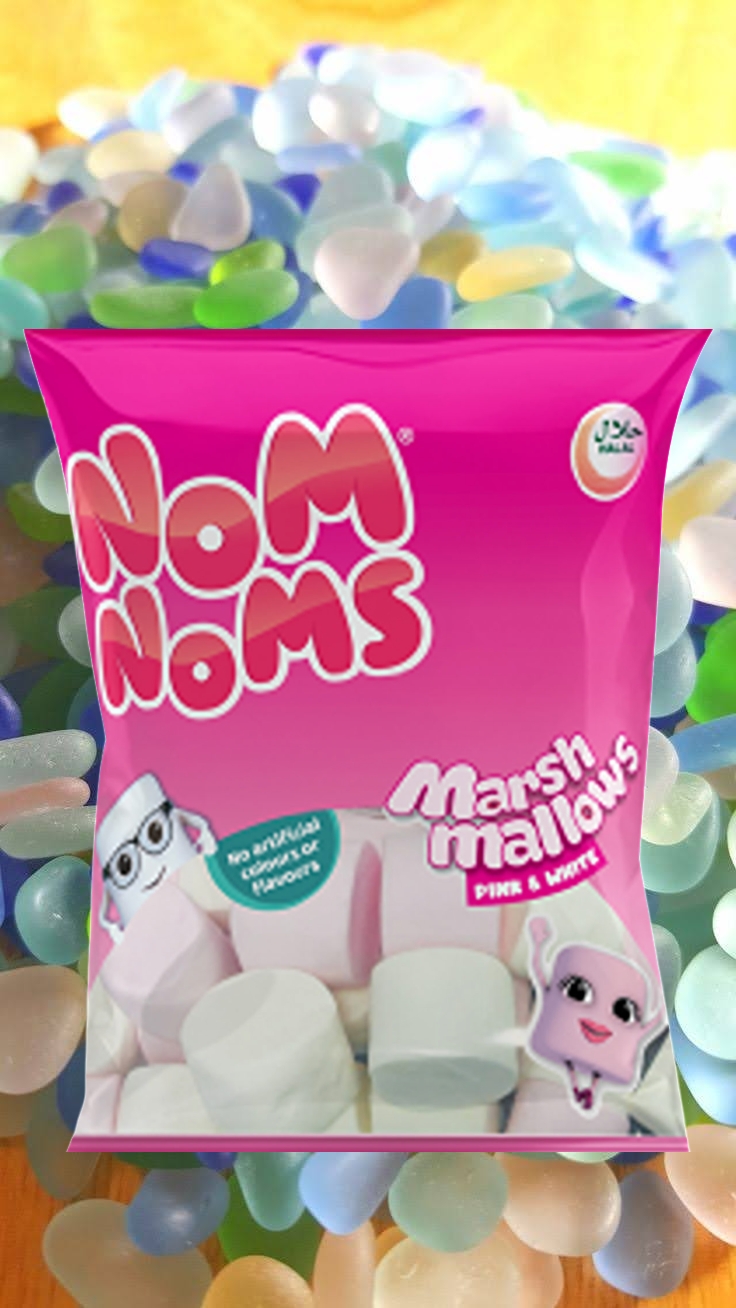 NOM
NOMS®
حلال
HALAL
Marsh
mallows
PINK & WHITE
No artificial
colours or
flavours